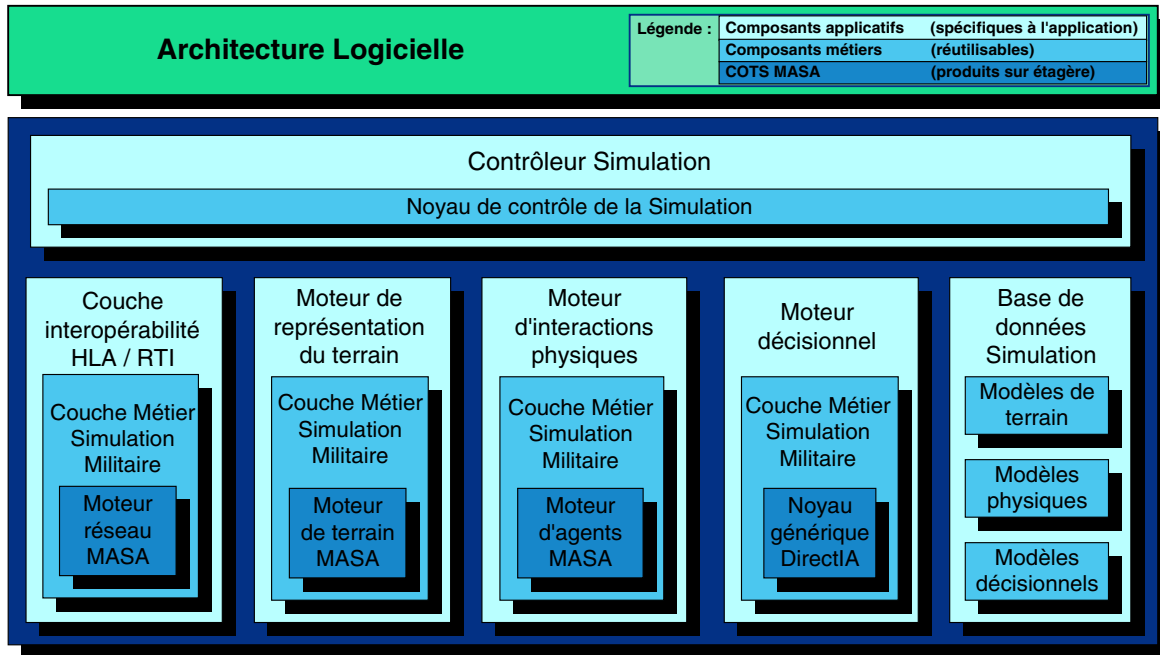 Architecture Logicielle
Légende :
Composants applicatifs (spécifiques à l'application)
Composants métiers (réutilisables)
COTS MASA (produits sur étagère)
Contrôleur Simulation
Noyau de contrôle de la Simulation
Couche
interopérabilité
HLA / RTI
Couche Métier
Simulation
Militaire
Moteur
réseau
MASA
Moteur de
représentation
du terrain
Couche Métier
Simulation
Militaire
Moteur
de terrain
MASA
Moteur
d'interactions
physiques
Couche Métier
Simulation
Militaire
Moteur
d'agents
MASA
Moteur
décisionnel
Couche Métier
Simulation
Militaire
Noyau
générique
DirectIA
Base de
données
Simulation
Modèles de
terrain
Modèles
physiques
Modèles
décisionnels